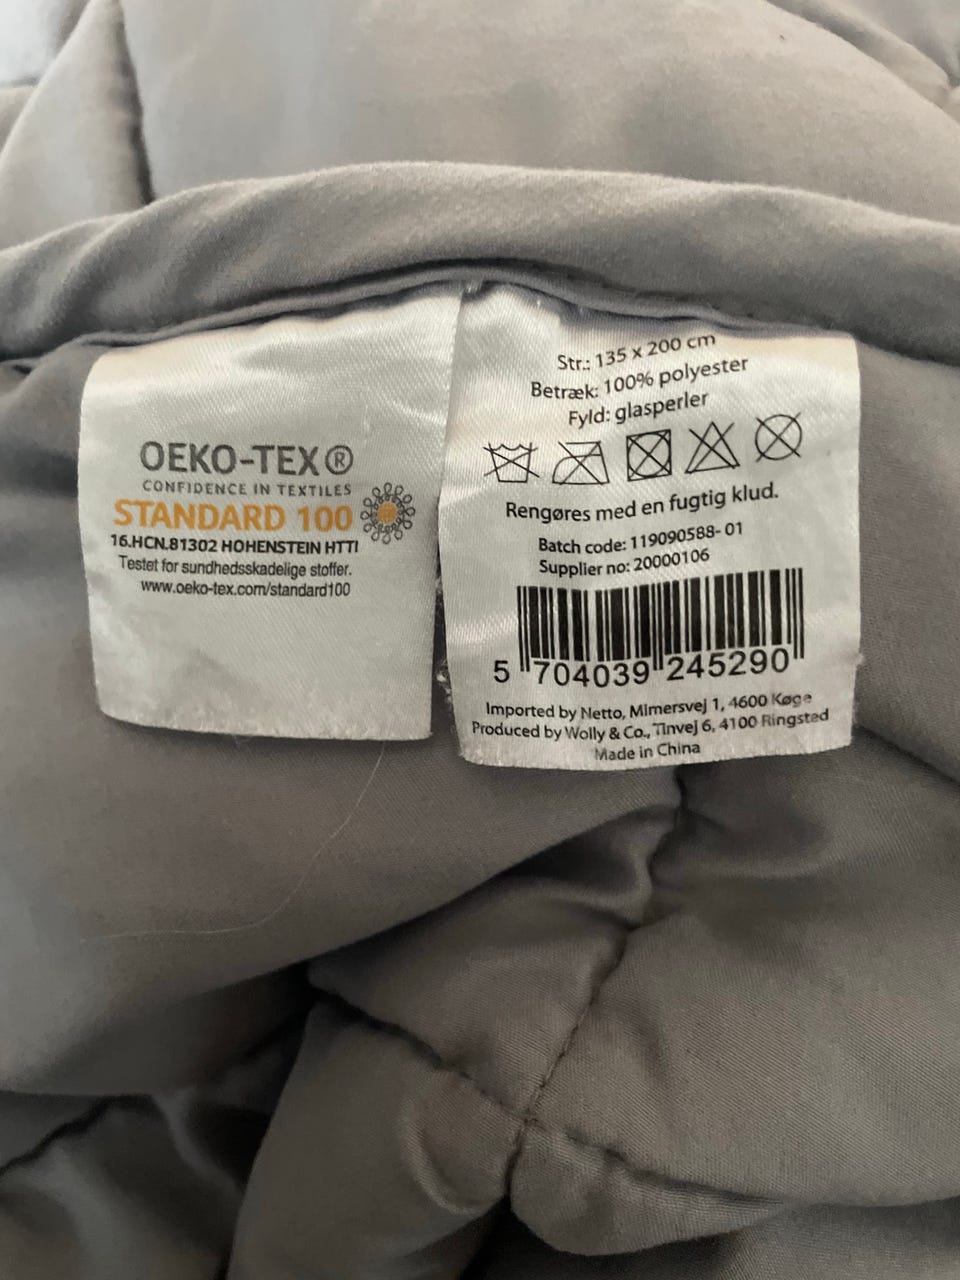 OEKO-TEX®
CONFIDENCE IN TEXTILES
STANDARD 100
16.HCN.81302 HOHENSTEIN HTTI
Testet for sundhedsskadelige stoffer.
www.oeko-tex.com/standard100
Str.: 135 x 200 cm
Betræk: 100% polyester
Fyld: glasperler
Rengøres med en fugtig klud.
Batch code: 119090588- 01
Supplier no: 20000106
5 704039 245290
Imported by Netto, Mimersvej 1, 4600 Køge
Produced by Wolly & Co., Tinvej 6, 4100 Ringsted
Made in China